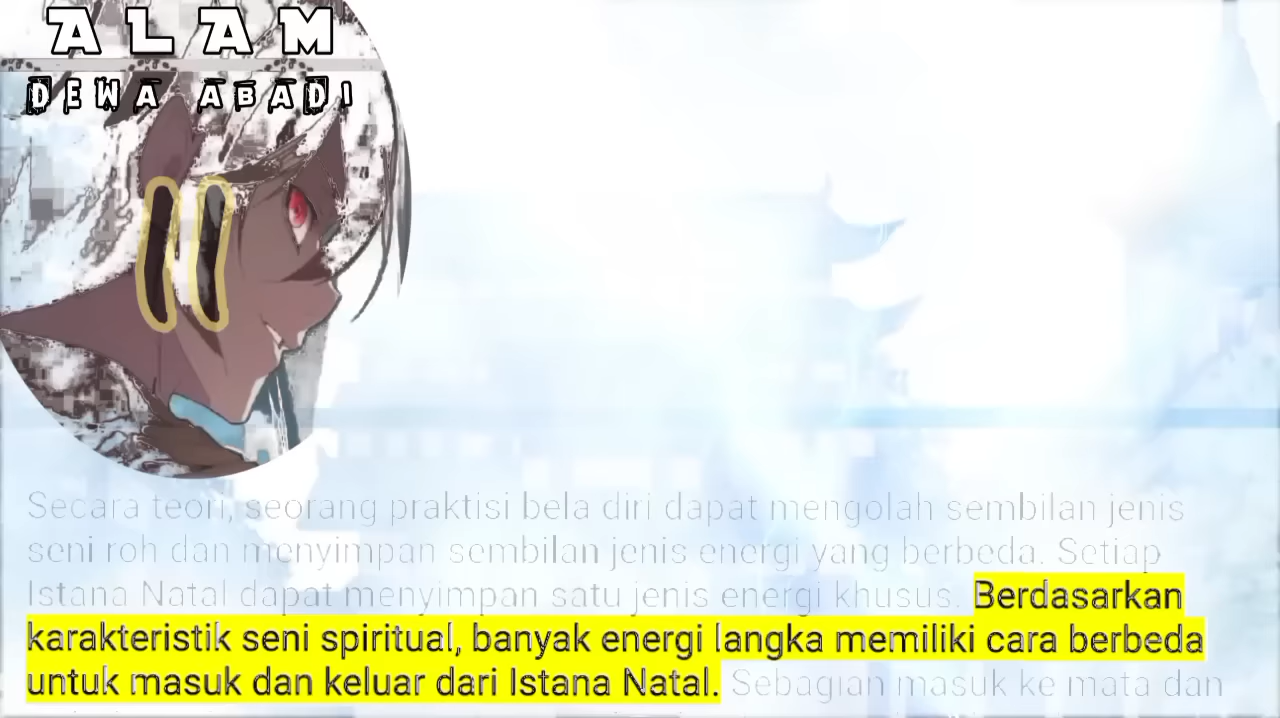 ALAM
DEWA ABADI
Secara teori, seorang praktisi bela diri dapat mengolah sembilan jenis
seni roh dan menyimpan sembilan jenis energi yang berbeda. Setiap
Istana Natal dapat menyimpan satu jenis energi khusus. Berdasarkan
karakteristik seni spiritual, banyak energi langka memiliki cara berbeda
untuk masuk dan keluar dari Istana Natal. Sebagian masuk ke mata dan